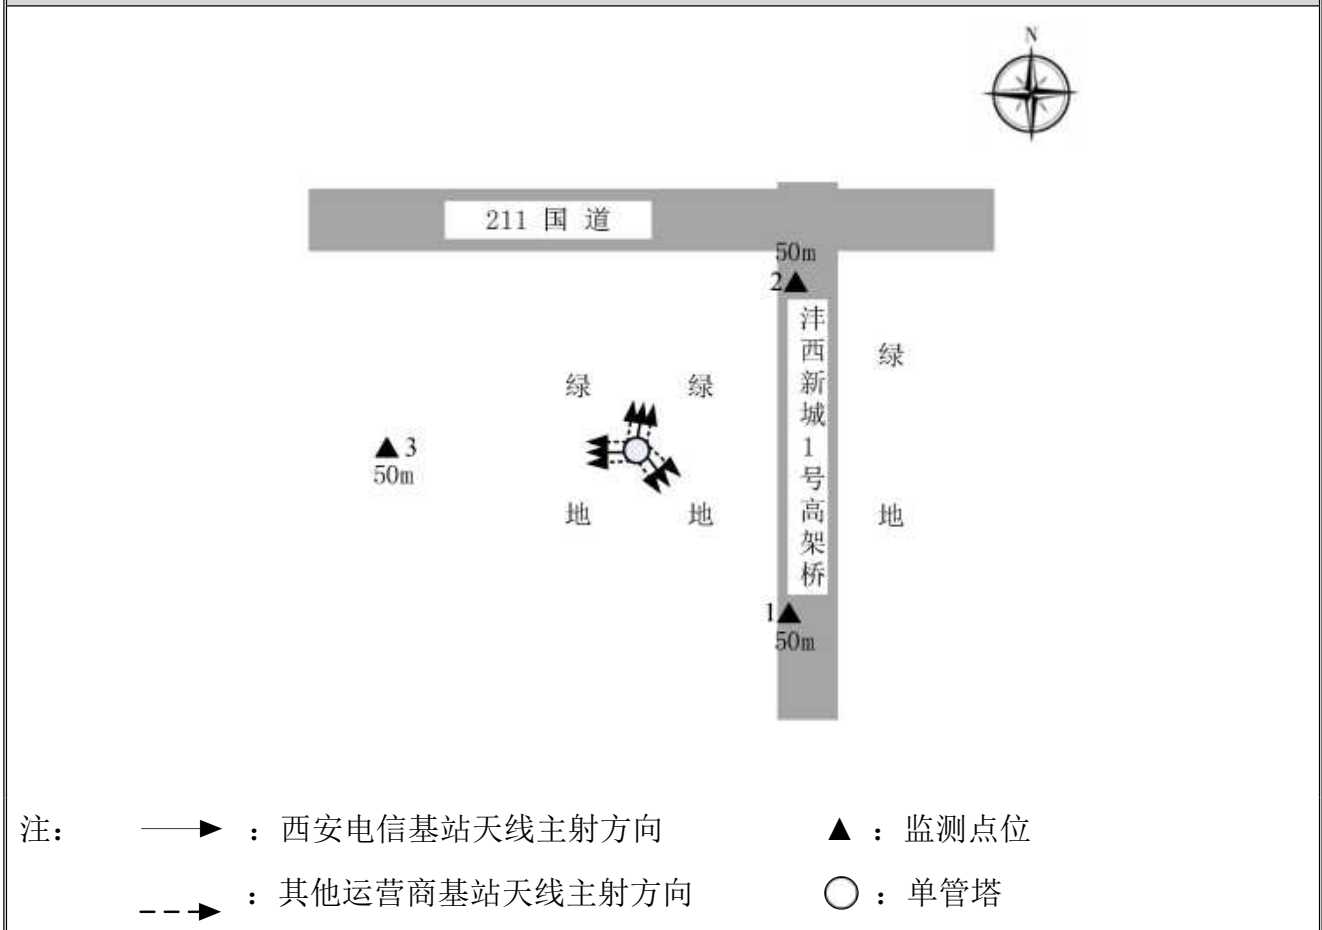 N
211 国 道
50m
2▲
沣西新城1号高架桥
绿
绿
绿
▲ 3
50m
地
地
地
1▲
50m
注： ：西安电信基站天线主射方向 ▲ ：监测点位
：其他运营商基站天线主射方向 ：单管塔